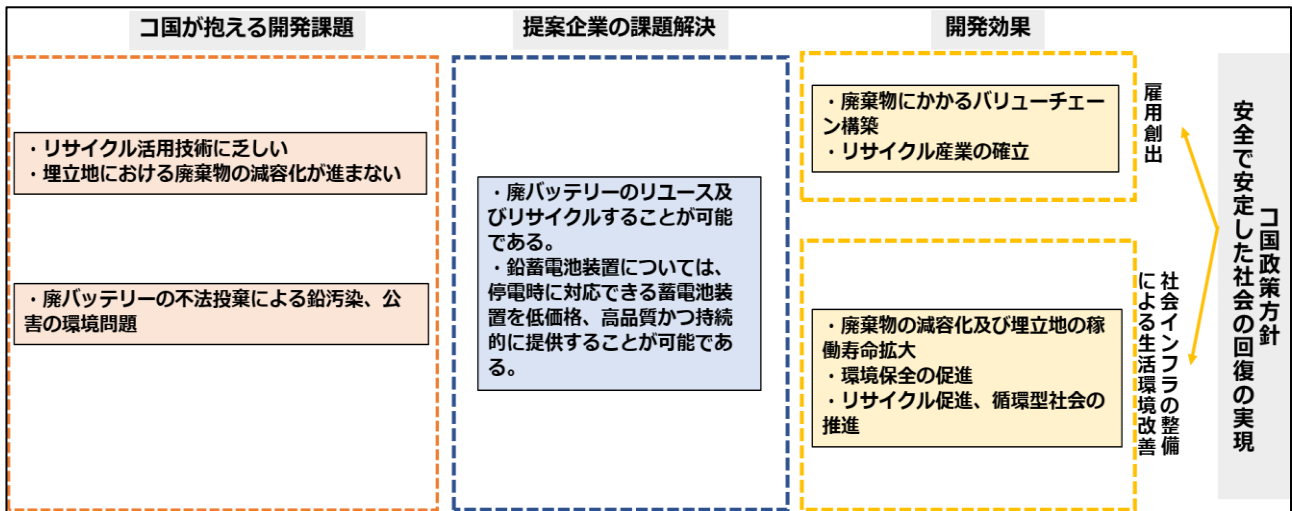 コ国が抱える開発課題
提案企業の課題解決
開発効果
・リサイクル活用技術に乏しい
・埋立地における廃棄物の減容化が進まない
・廃バッテリーの不法投棄による鉛汚染、公
害の環境問題
・廃バッテリーのリユース及
びリサイクルすることが可能
である。
・鉛蓄電池装置については、
停電時に対応できる蓄電池装
置を低価格、高品質かつ持続
的に提供することが可能であ
る。
・廃棄物にかかるバリューチェー
ン構築
・リサイクル産業の確立
雇用創出
・廃棄物の減容化及び埋立地の稼
働寿命拡大
・環境保全の促進
・リサイクル促進、循環型社会の
推進
社会インフラの整備
による生活環境改善
コ国政策方針
安全で安定した社会の回復の実現